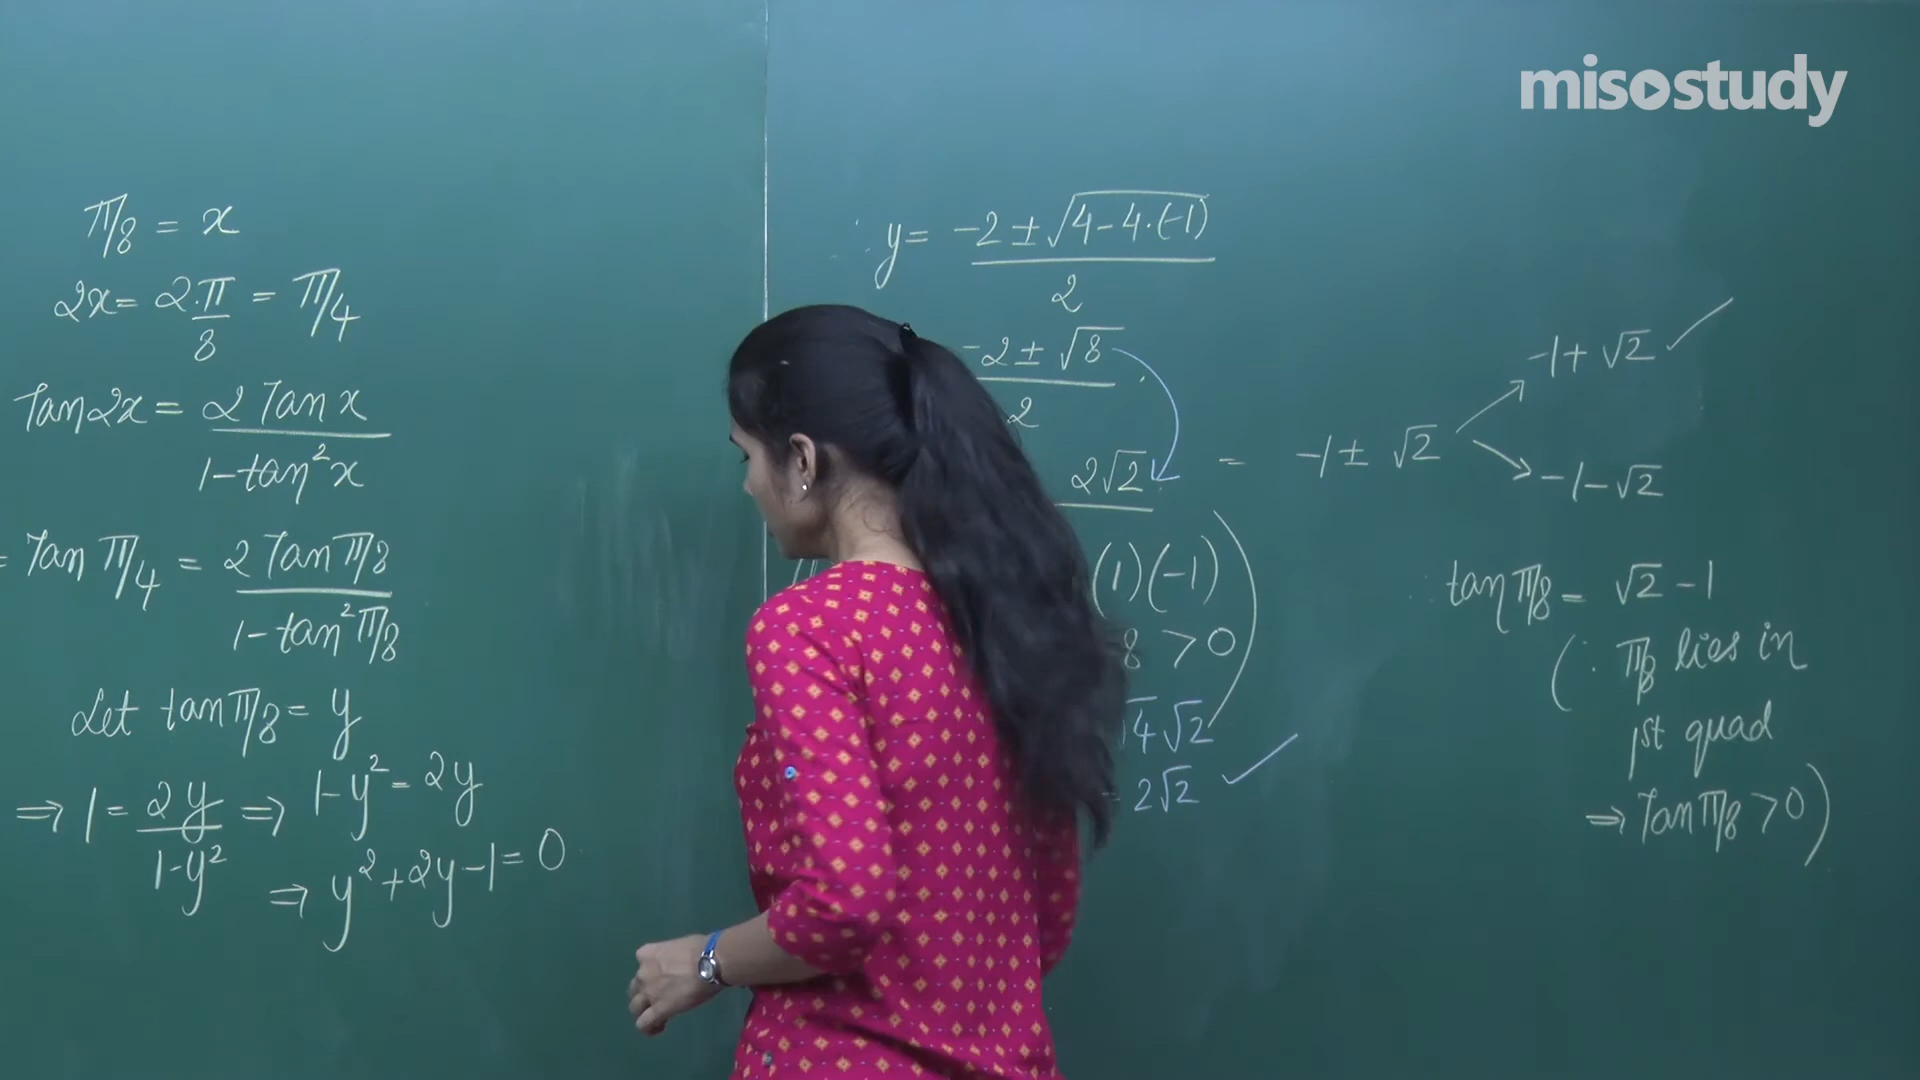 misostudy
π/8 = x
2x = 2·π/8 = π/4
Tan2x = 2 Tan x / 1-tan²x
= Tan π/4 = 2 Tan π/8 / 1-tan²π/8
Let tan π/8 = y
⇒ 1 = 2y / 1-y² ⇒ 1-y² = 2y
⇒ y²+2y-1=0
∴ y = -2 ± √4-4·(-1) / 2
-2 ± √8 / 2
2√2 = -1 ± √2
-1+√2 ✓
-1-√2
(1)(-1)
8 > 0
√4√2
= 2√2 ✓
tan π/8 = √2 - 1
(∵ π/8 lies in
1st quad
⇒ Tan π/8 > 0)